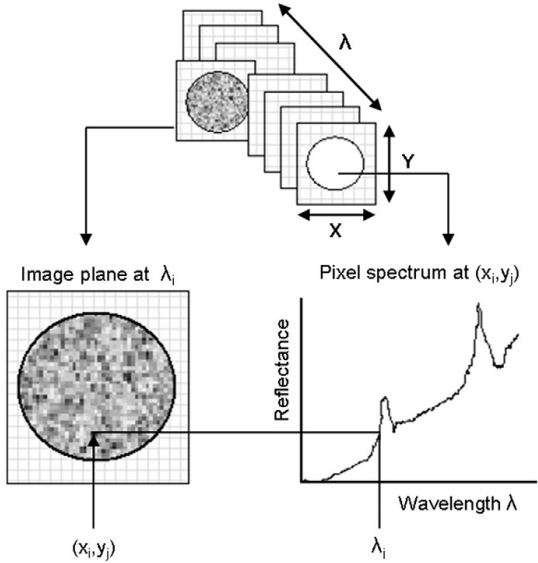 λ
Y
X
Image plane at λi
Pixel spectrum at (xi,yj)
Reflectance
Wavelength λ
(xi,yj)
λi